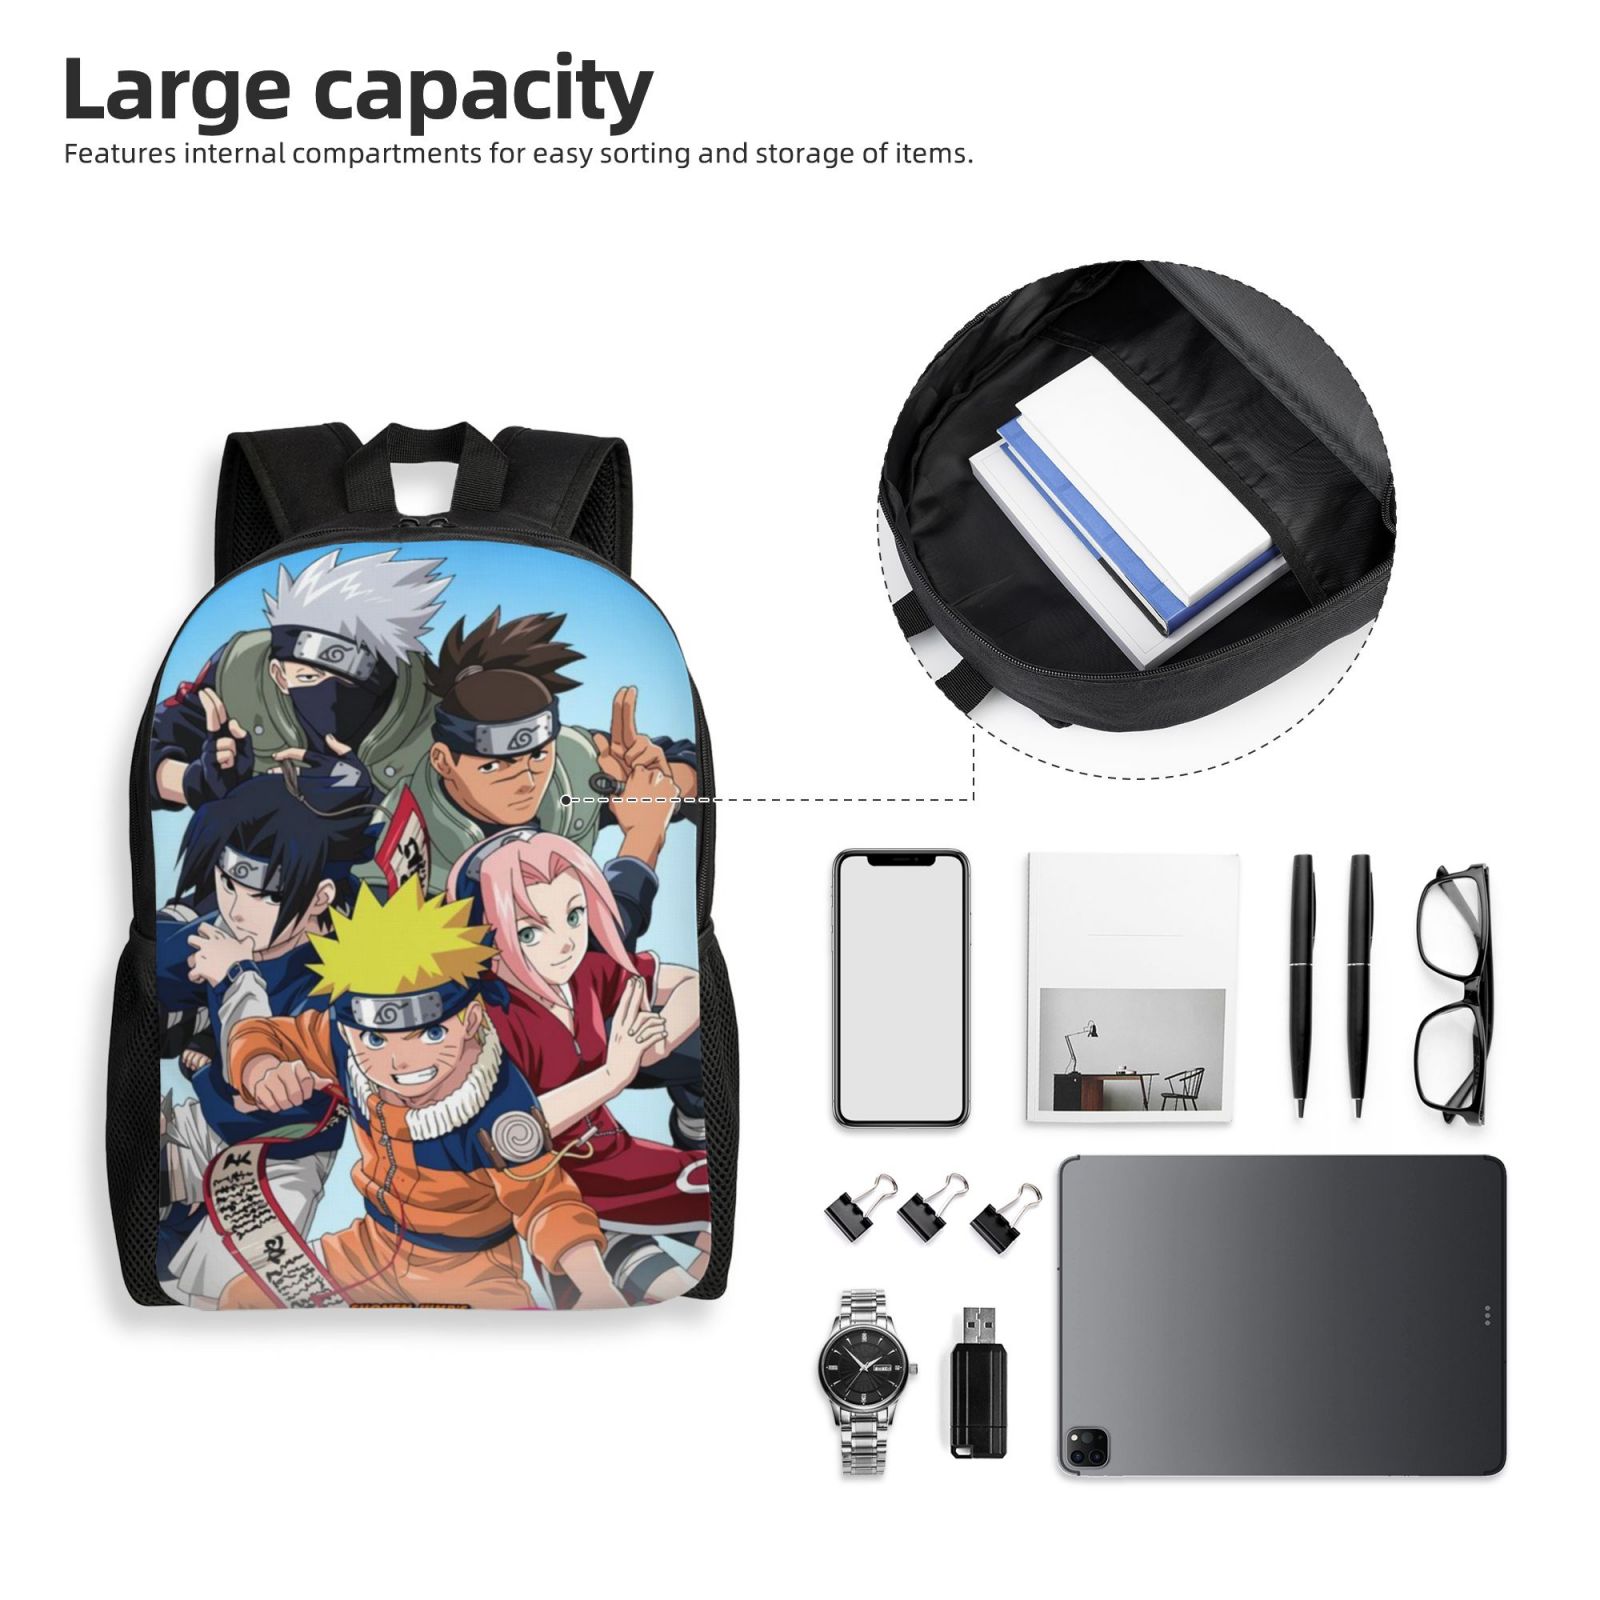 Large capacity
Features internal compartments for easy sorting and storage of items.